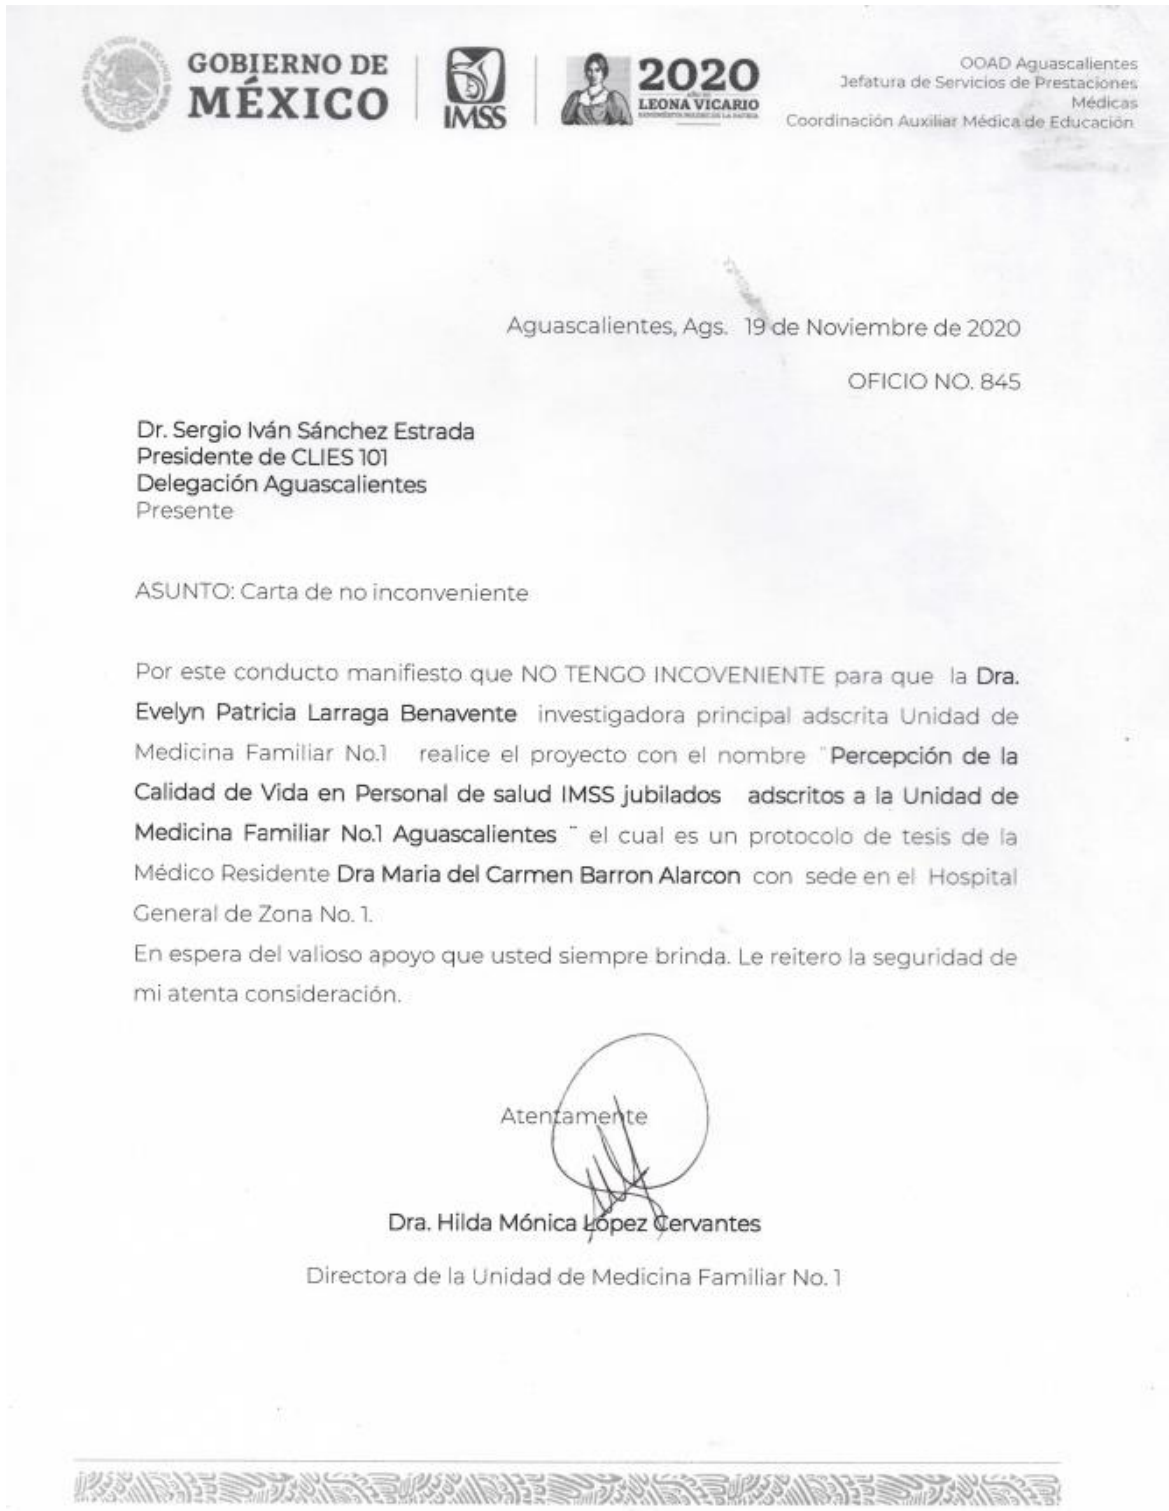 GOBIERNO DE
MÉXICO
IMSS
2020
LEONA VICARIO
OOAD Aguascalientes
Jefatura de Servicios de Prestaciones
Médicas
Coordinación Auxiliar Médica de Educación
Aguascalientes, Ags. 19 de Noviembre de 2020
OFICIO NO. 845
Dr. Sergio Iván Sánchez Estrada
Presidente de CLIES 101
Delegación Aguascalientes
Presente
ASUNTO: Carta de no inconveniente
Por este conducto manifiesto que NO TENGO INCOVENIENTE para que la Dra.
Evelyn Patricia Larraga Benavente investigadora principal adscrita Unidad de
Medicina Familiar No.1 realice el proyecto con el nombre ¨Percepción de la
Calidad de Vida en Personal de salud IMSS jubilados adscritos a la Unidad de
Medicina Familiar No.1 Aguascalientes ¨ el cual es un protocolo de tesis de la
Médico Residente Dra Maria del Carmen Barron Alarcon con sede en el Hospital
General de Zona No. 1.
En espera del valioso apoyo que usted siempre brinda. Le reitero la seguridad de
mi atenta consideración.
Atentamente
Dra. Hilda Mónica López Cervantes
Directora de la Unidad de Medicina Familiar No. 1